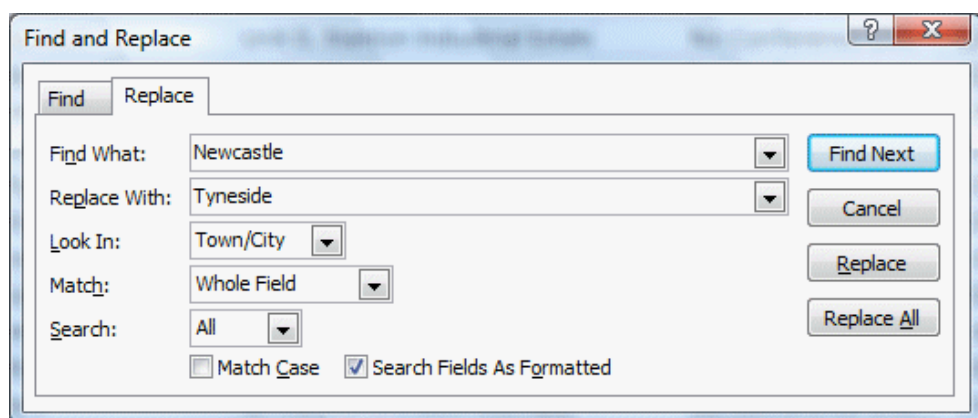 Find and Replace
Find Replace
Find What: Newcastle Find Next
Replace With: Tyneside Cancel
Look In: Town/City
Match: Whole Field Replace
Search: All Replace All
Match Case Search Fields As Formatted